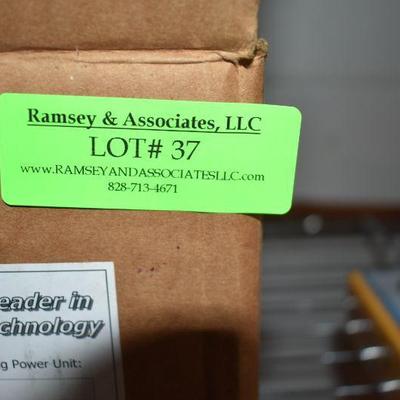 Ramsey & Associates, LLC
LOT# 37
www.RAMSEYANDASSOCIATESLLC.com
828-713-4671
eader in
chnology
g Power Unit: